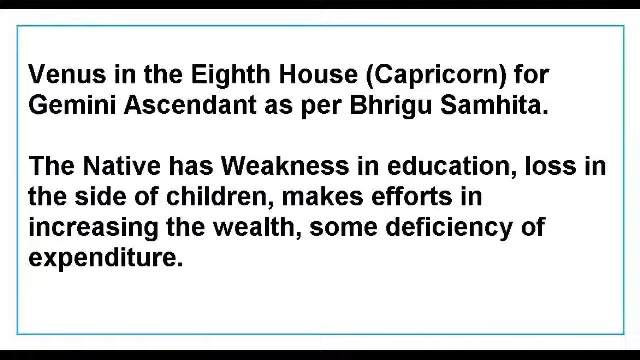 Venus in the Eighth House (Capricorn) for
Gemini Ascendant as per Bhrigu Samhita.
The Native has Weakness in education, loss in
the side of children, makes efforts in
increasing the wealth, some deficiency of
expenditure.